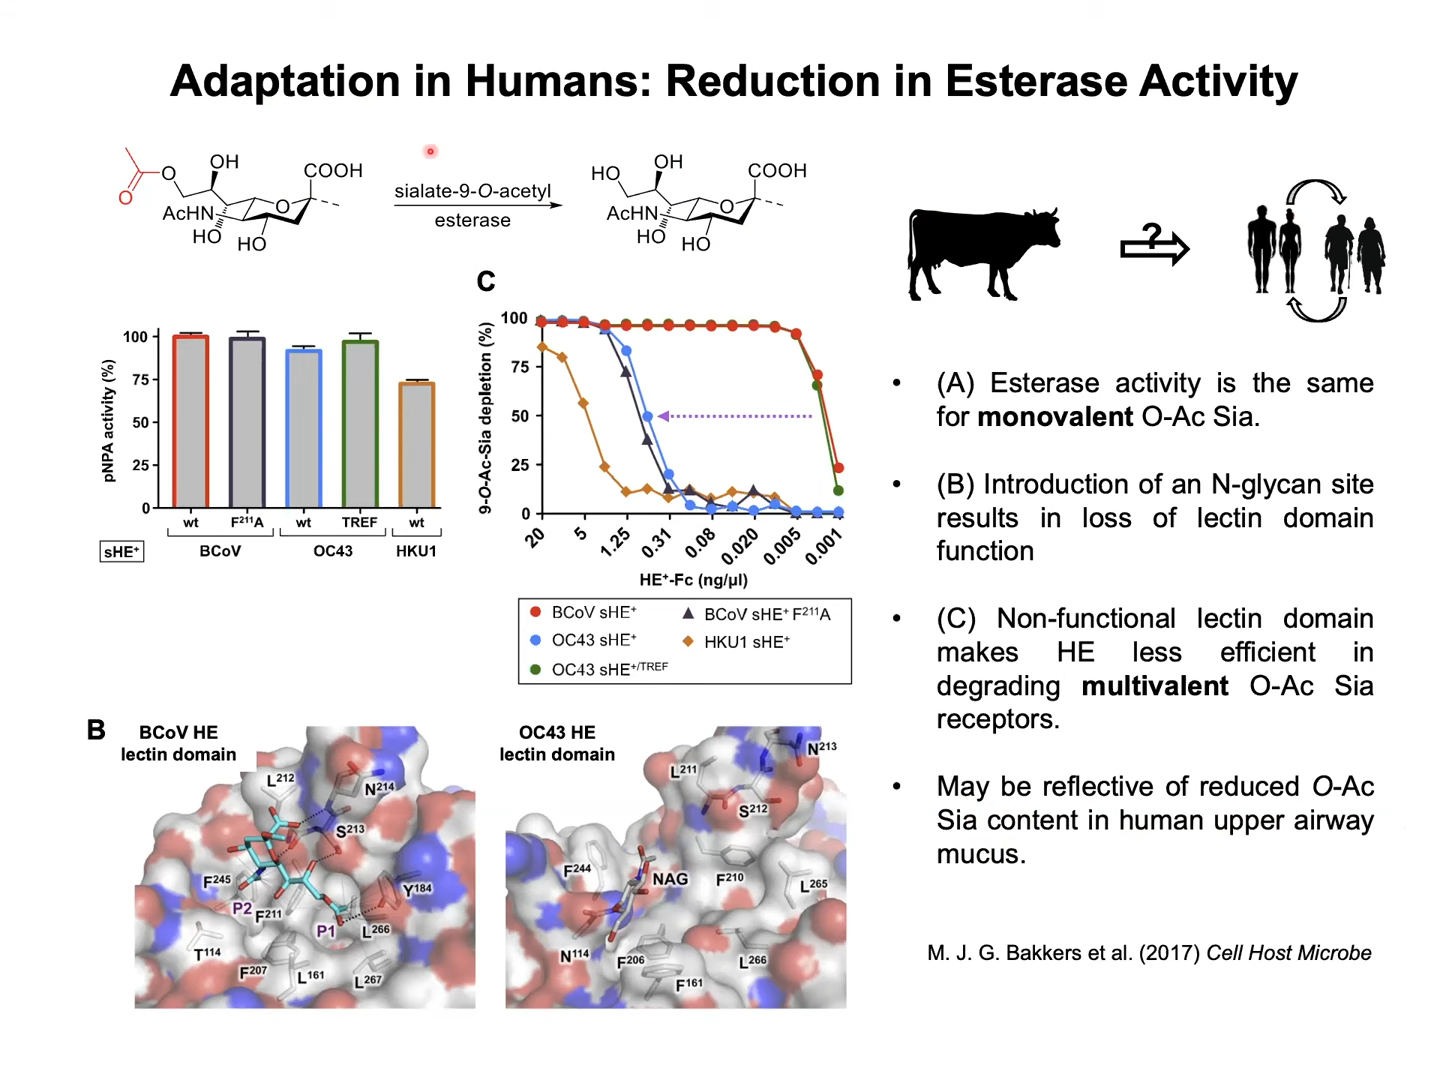 Adaptation in Humans: Reduction in Esterase Activity
O
O
OH
COOH
O
AcHN
HO
HO
sialate-9-O-acetyl
esterase
HO
OH
COOH
O
AcHN
HO
HO
?
pNPA activity (%)
100
75
50
25
0
wt
F²¹¹A
wt
TREF
wt
sHE⁺
BCoV
OC43
HKU1
C
9-O-Ac-Sia depletion (%)
100
75
50
25
0
20
5
1.25
0.31
0.08
0.020
0.005
0.001
HE⁺-Fc (ng/µl)
BCoV sHE⁺
BCoV sHE⁺ F²¹¹A
OC43 sHE⁺
HKU1 sHE⁺
OC43 sHE⁺/ᵀᴿᴱᶠ
B
BCoV HE
lectin domain
L²¹²
N²¹⁴
S²¹³
F²⁴⁵
Y¹⁸⁴
P2
F²¹¹
P1
L²⁶⁶
T¹¹⁴
F²⁰⁷
L¹⁶¹
L²⁶⁷
OC43 HE
lectin domain
N²¹³
L²¹¹
S²¹²
F²⁴⁴
NAG
F²¹⁰
L²⁶⁵
N¹¹⁴
F²⁰⁶
L²⁶⁶
F¹⁶¹
• (A) Esterase activity is the same
for monovalent O-Ac Sia.
• (B) Introduction of an N-glycan site
results in loss of lectin domain
function
• (C) Non-functional lectin domain
makes HE less efficient in
degrading multivalent O-Ac Sia
receptors.
• May be reflective of reduced O-Ac
Sia content in human upper airway
mucus.
M. J. G. Bakkers et al. (2017) Cell Host Microbe